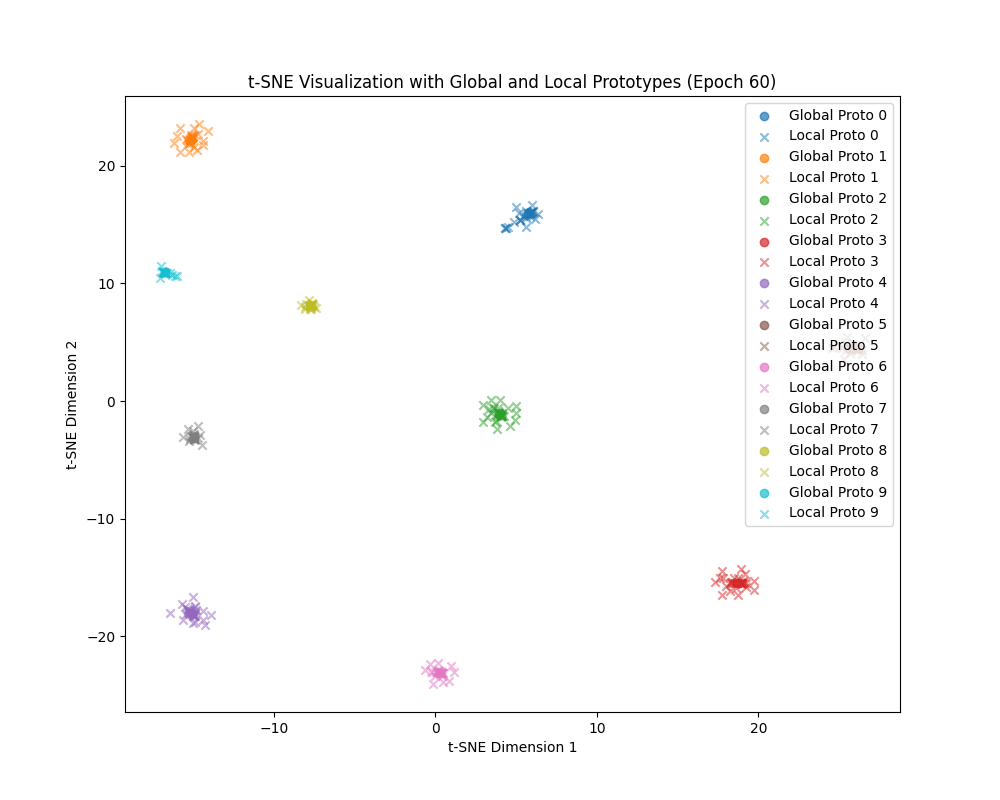 t-SNE Visualization with Global and Local Prototypes (Epoch 60)
Global Proto 0
Local Proto 0
Global Proto 1
Local Proto 1
Global Proto 2
Local Proto 2
Global Proto 3
Local Proto 3
Global Proto 4
Local Proto 4
Global Proto 5
Local Proto 5
Global Proto 6
Local Proto 6
Global Proto 7
Local Proto 7
Global Proto 8
Local Proto 8
Global Proto 9
Local Proto 9
t-SNE Dimension 2
20
10
0
−10
−20
−10
0
10
20
t-SNE Dimension 1